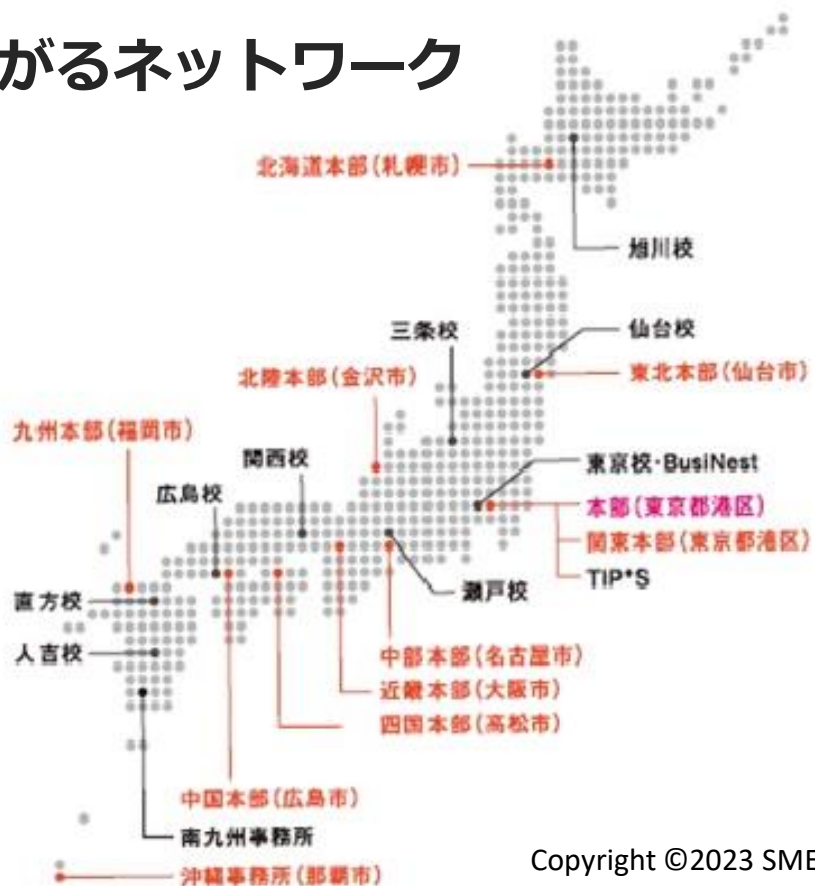 がるネットワーク
北海道本部(札幌市)
旭川校
三条校
仙台校
北陸本部(金沢市)
東北本部(仙台市)
九州本部(福岡市)
関西校
東京校・BusiNest
広島校
本部(東京都港区)
関東本部(東京都港区)
TIP*S
直方校
瀬戸校
人吉校
中部本部(名古屋市)
近畿本部(大阪市)
四国本部(高松市)
中国本部(広島市)
南九州事務所
沖縄事務所(那覇市)
Copyright ©2023 SME